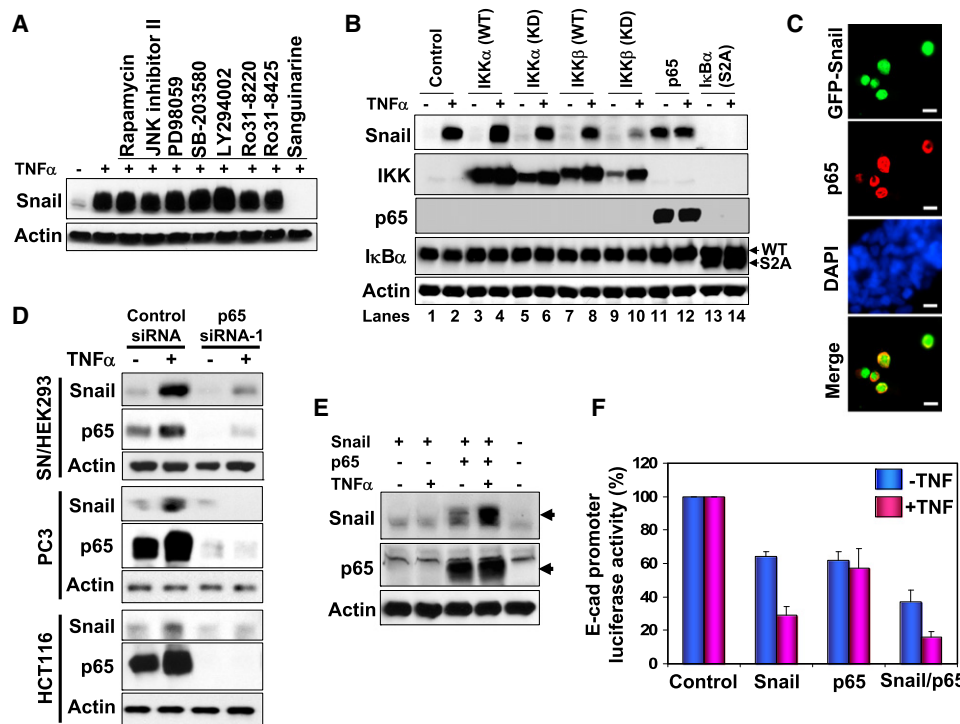 A
Rapamycin
JNK inhibitor II
PD98059
SB-203580
LY294002
Ro31-8220
Ro31-8425
Sanguinarine
TNFα - + + + + + + + + +
Snail
Actin
B
Control
IKKα (WT)
IKKα (KD)
IKKβ (WT)
IKKβ (KD)
p65
IκBα (S2A)
TNFα - + - + - + - + - + - + - +
Snail
IKK
p65
IκBα
WT
S2A
Actin
Lanes 1 2 3 4 5 6 7 8 9 10 11 12 13 14
C
GFP-Snail
p65
DAPI
Merge
D
Control siRNA
p65 siRNA-1
TNFα - + - +
SN/HEK293
Snail
p65
Actin
PC3
Snail
p65
Actin
HCT116
Snail
p65
Actin
E
Snail + + + + -
p65 - - + + -
TNFα - + - + -
Snail
p65
Actin
F
E-cad promoter
luciferase activity (%)
120
100
80
60
40
20
0
-TNF
+TNF
Control Snail p65 Snail/p65